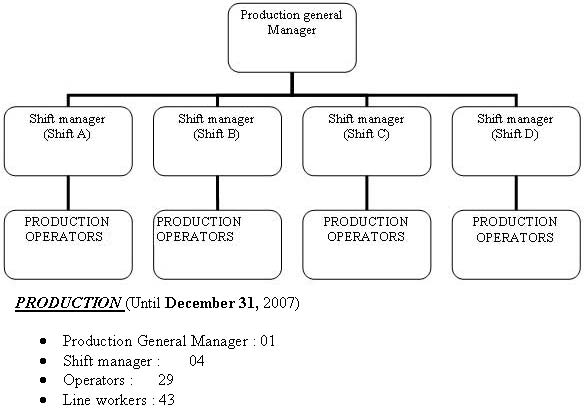 Production general
Manager
Shift manager
(Shift A)
Shift manager
(Shift B)
Shift manager
(Shift C)
Shift manager
(Shift D)
PRODUCTION
OPERATORS
PRODUCTION
OPERATORS
PRODUCTION
OPERATORS
PRODUCTION
OPERATORS
PRODUCTION (Until December 31, 2007)
• Production General Manager : 01
• Shift manager : 04
• Operators : 29
• Line workers : 43